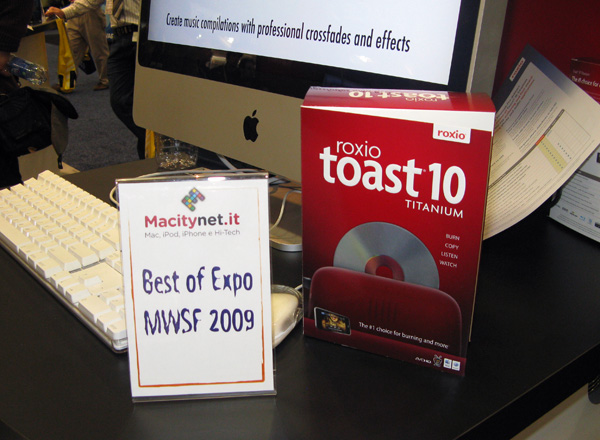 Create music compilations with professional crossfades and effects
roxio
roxio
toast 10
TITANIUM
BURN
COPY
LISTEN
WATCH
The #1 choice for burning and more
Macitynet.it
Mac, iPod, iPhone e Hi-Tech
Best of Expo
MWSF 2009